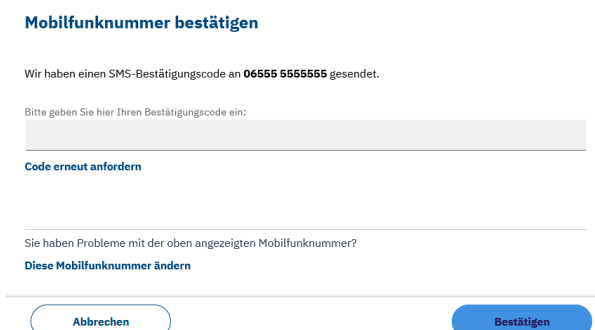 Mobilfunknummer bestätigen
Wir haben einen SMS-Bestätigungscode an 06555 5555555 gesendet.
Bitte geben Sie hier Ihren Bestätigungscode ein:
Code erneut anfordern
Sie haben Probleme mit der oben angezeigten Mobilfunknummer?
Diese Mobilfunknummer ändern
Abbrechen
Bestätigen